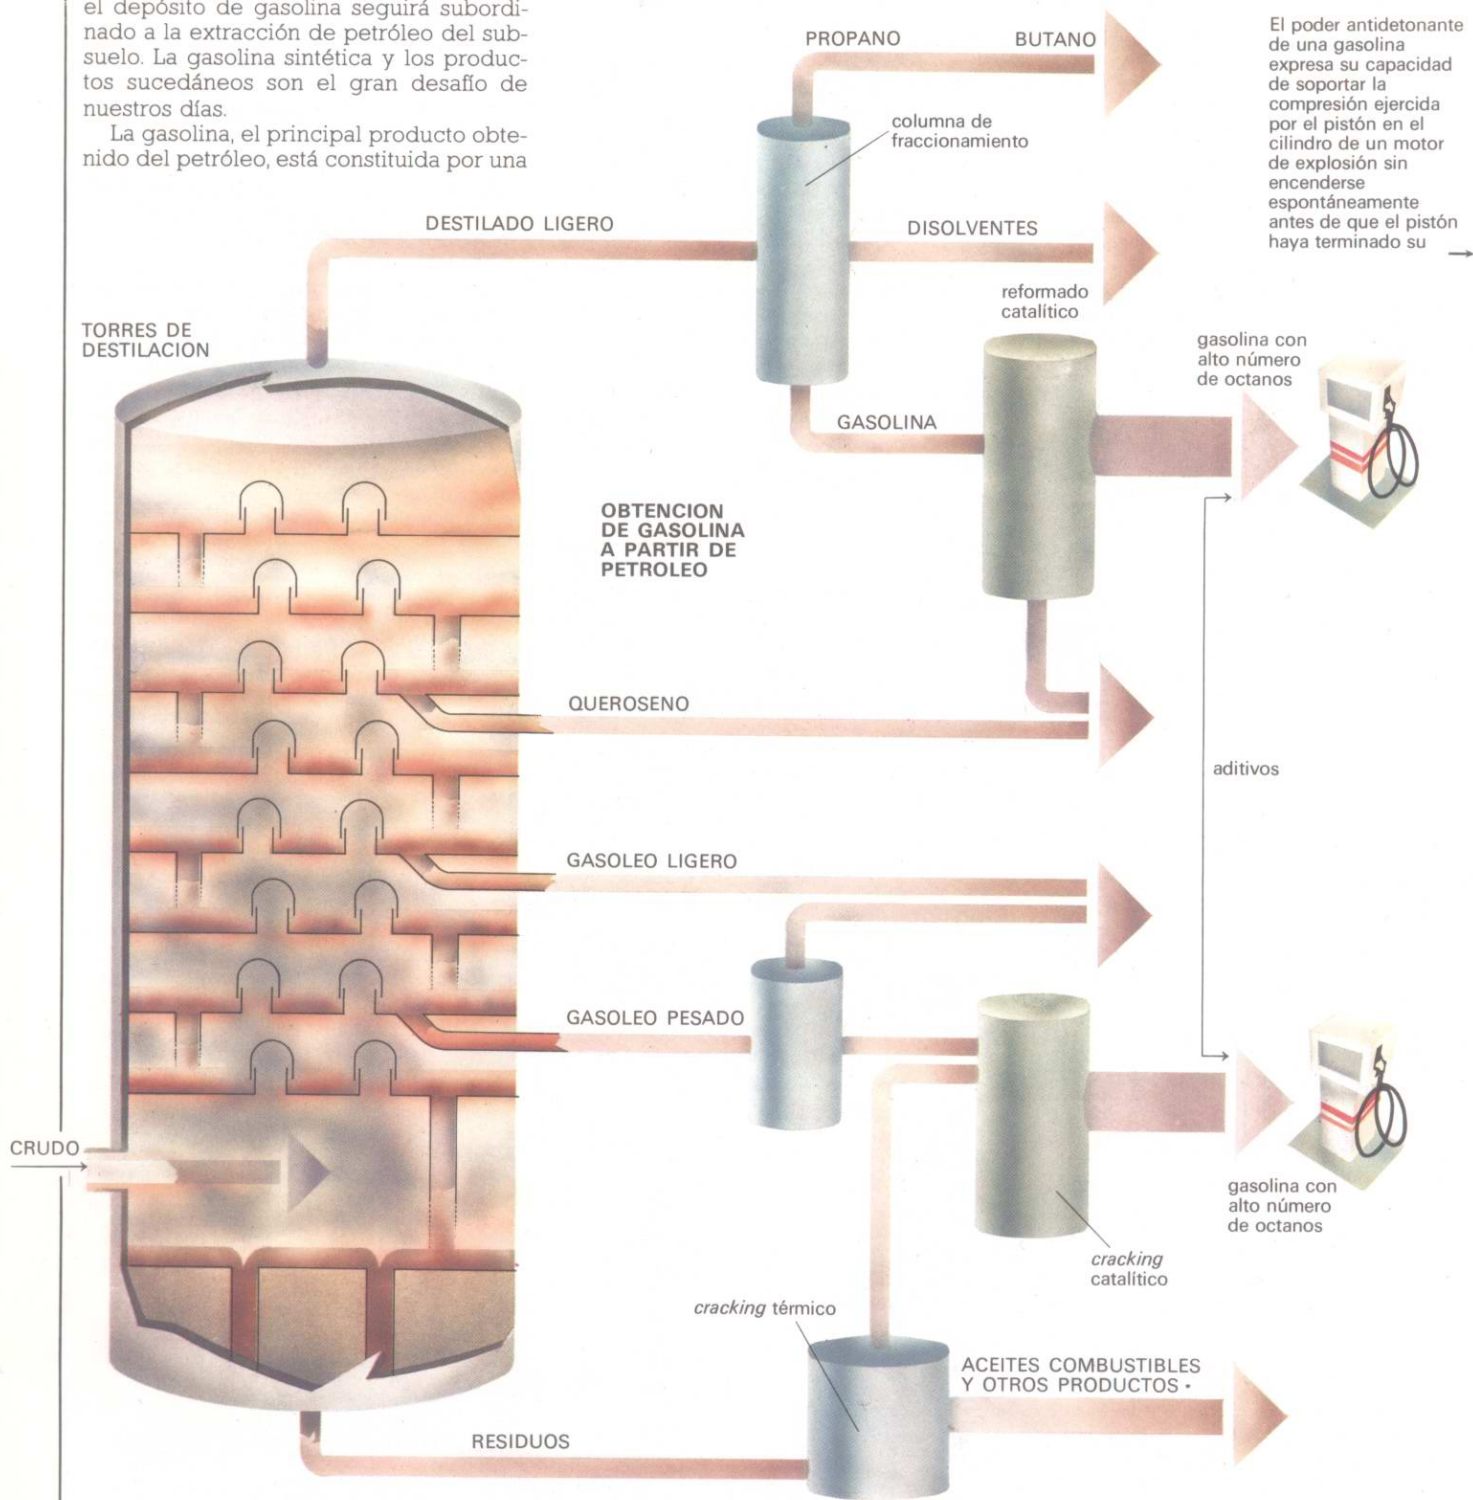 el depósito de gasolina seguirá subordi-
nado a la extracción de petróleo del sub-
suelo. La gasolina sintética y los produc-
tos sucedáneos son el gran desafío de
nuestros días.
La gasolina, el principal producto obte-
nido del petróleo, está constituida por una
El poder antidetonante
de una gasolina
expresa su capacidad
de soportar la
compresión ejercida
por el pistón en el
cilindro de un motor
de explosión sin
encenderse
espontáneamente
antes de que el pistón
haya terminado su →
PROPANO
BUTANO
columna de
fraccionamiento
DESTILADO LIGERO
DISOLVENTES
reformado
catalítico
TORRES DE
DESTILACION
gasolina con
alto número
de octanos
GASOLINA
OBTENCION
DE GASOLINA
A PARTIR DE
PETROLEO
QUEROSENO
aditivos
GASOLEO LIGERO
GASOLEO PESADO
CRUDO
gasolina con
alto número
de octanos
cracking
catalítico
cracking térmico
ACEITES COMBUSTIBLES
Y OTROS PRODUCTOS •
RESIDUOS